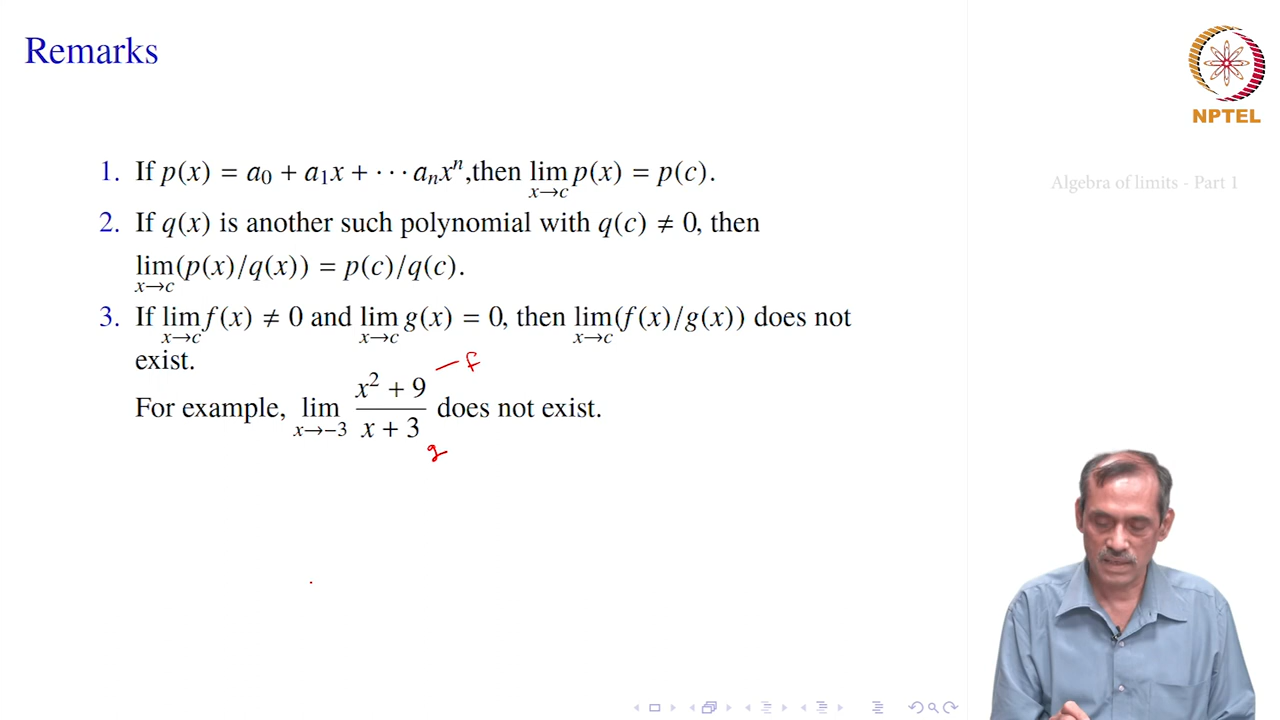 Remarks
NPTEL
1. If p(x) = a₀ + a₁x + ⋯ aₙxⁿ,then lim_{x→c} p(x) = p(c).
Algebra of limits - Part 1
2. If q(x) is another such polynomial with q(c) ≠ 0, then
lim_{x→c}(p(x)/q(x)) = p(c)/q(c).
3. If lim_{x→c} f(x) ≠ 0 and lim_{x→c} g(x) = 0, then lim_{x→c}(f(x)/g(x)) does not
exist.
— f
For example, lim_{x→−3} (x² + 9)/(x + 3) does not exist.
g